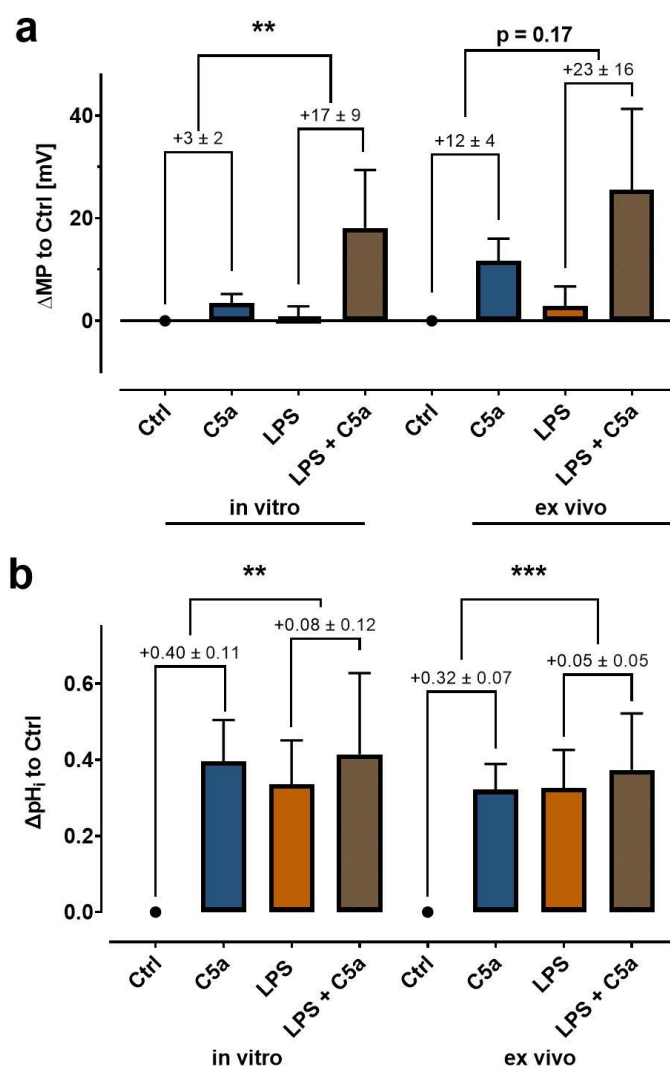 a
**
p = 0.17
+23 ± 16
+17 ± 9
+3 ± 2
+12 ± 4
ΔMP to Ctrl [mV]
40
20
0
Ctrl
C5a
LPS
LPS + C5a
Ctrl
C5a
LPS
LPS + C5a
in vitro
ex vivo
b
**
***
+0.08 ± 0.12
+0.40 ± 0.11
+0.05 ± 0.05
+0.32 ± 0.07
ΔpHi to Ctrl
0.6
0.4
0.2
0.0
Ctrl
C5a
LPS
LPS + C5a
Ctrl
C5a
LPS
LPS + C5a
in vitro
ex vivo